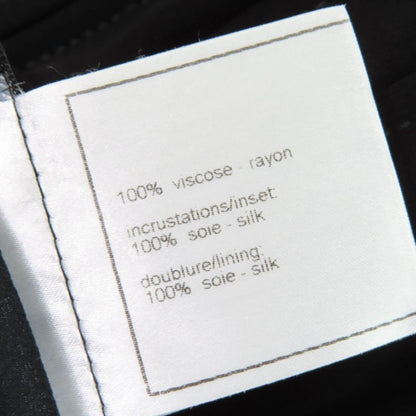 100% viscose - rayon
incrustations/inset:
100% soie - silk
doublure/lining:
100% soie - silk